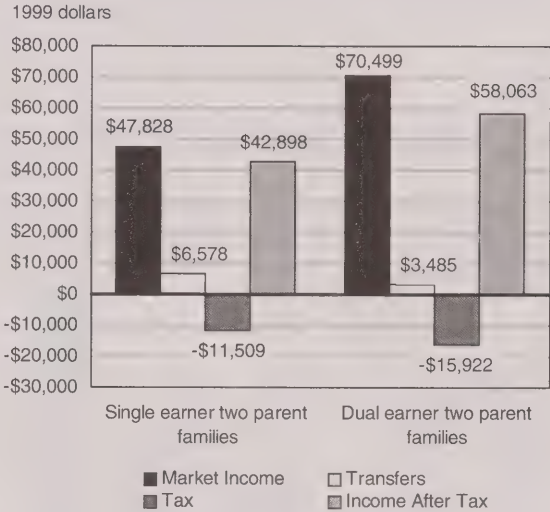 1999 dollars
$80,000
$70,000
$60,000
$50,000
$40,000
$30,000
$20,000
$10,000
$0
-$10,000
-$20,000
-$30,000
$47,828
$6,578
-$11,509
$42,898
$70,499
$3,485
-$15,922
$58,063
Single earner two parent
families
Dual earner two parent
families
Market Income
Transfers
Tax
Income After Tax